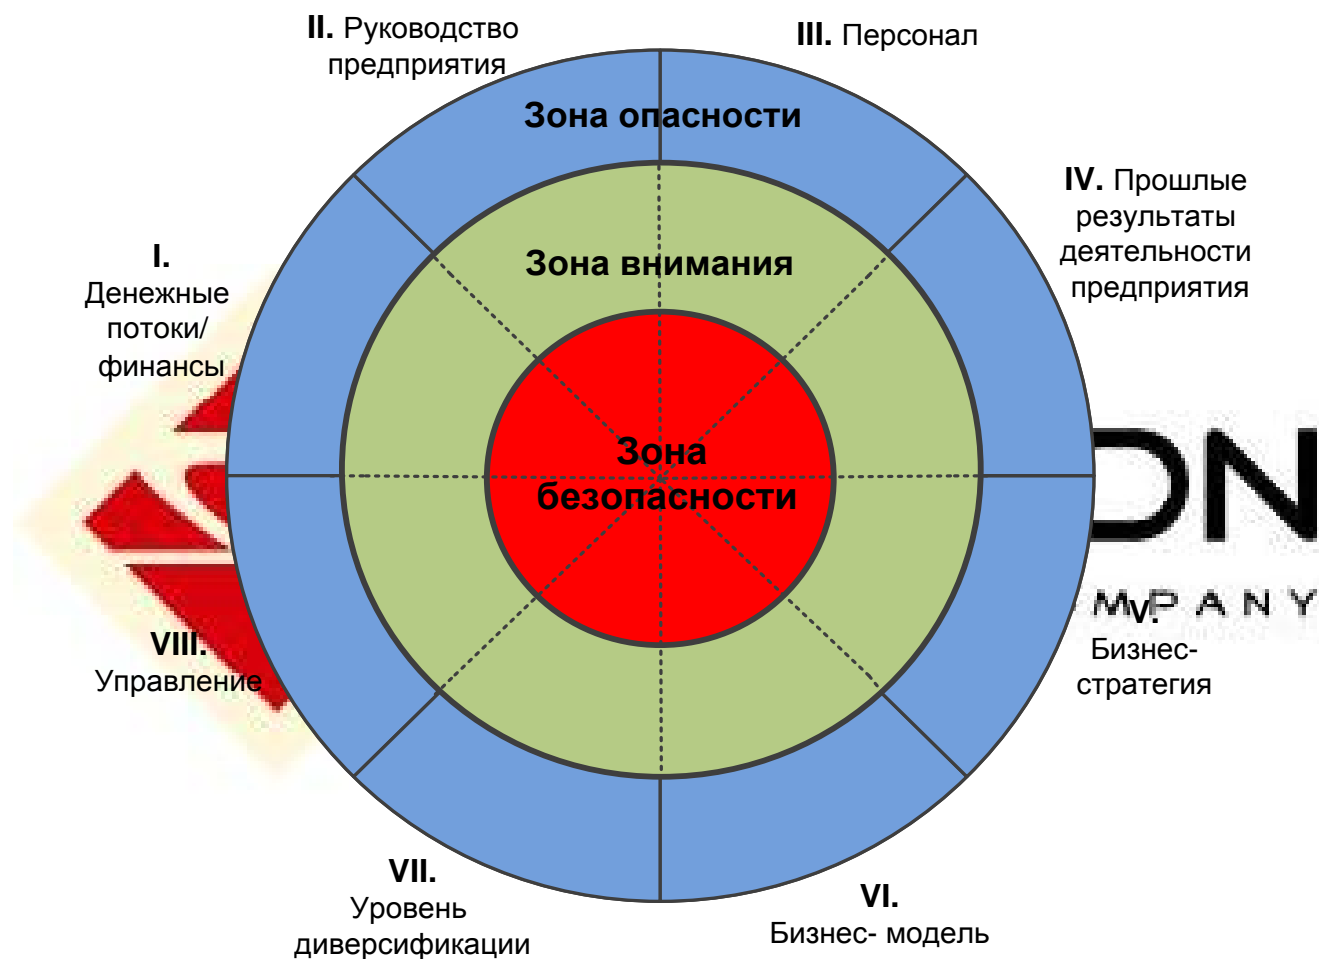 II. Руководство
предприятия
III. Персонал
Зона опасности
IV. Прошлые
результаты
деятельности
предприятия
I.
Денежные
потоки/
финансы
Зона внимания
Зона
безопасности
V.
Бизнес-
стратегия
VIII.
Управление
VII.
Уровень
диверсификации
VI.
Бизнес- модель